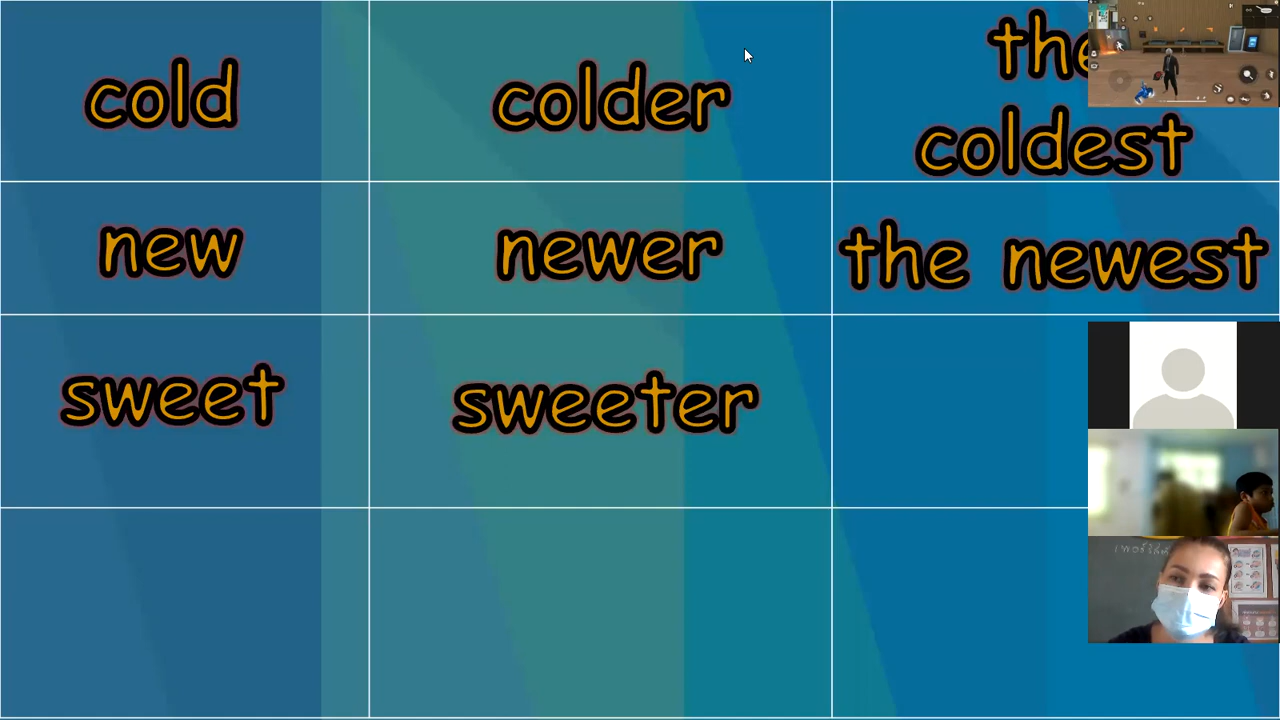 cold colder the
coldest
new newer the newest
sweet sweeter